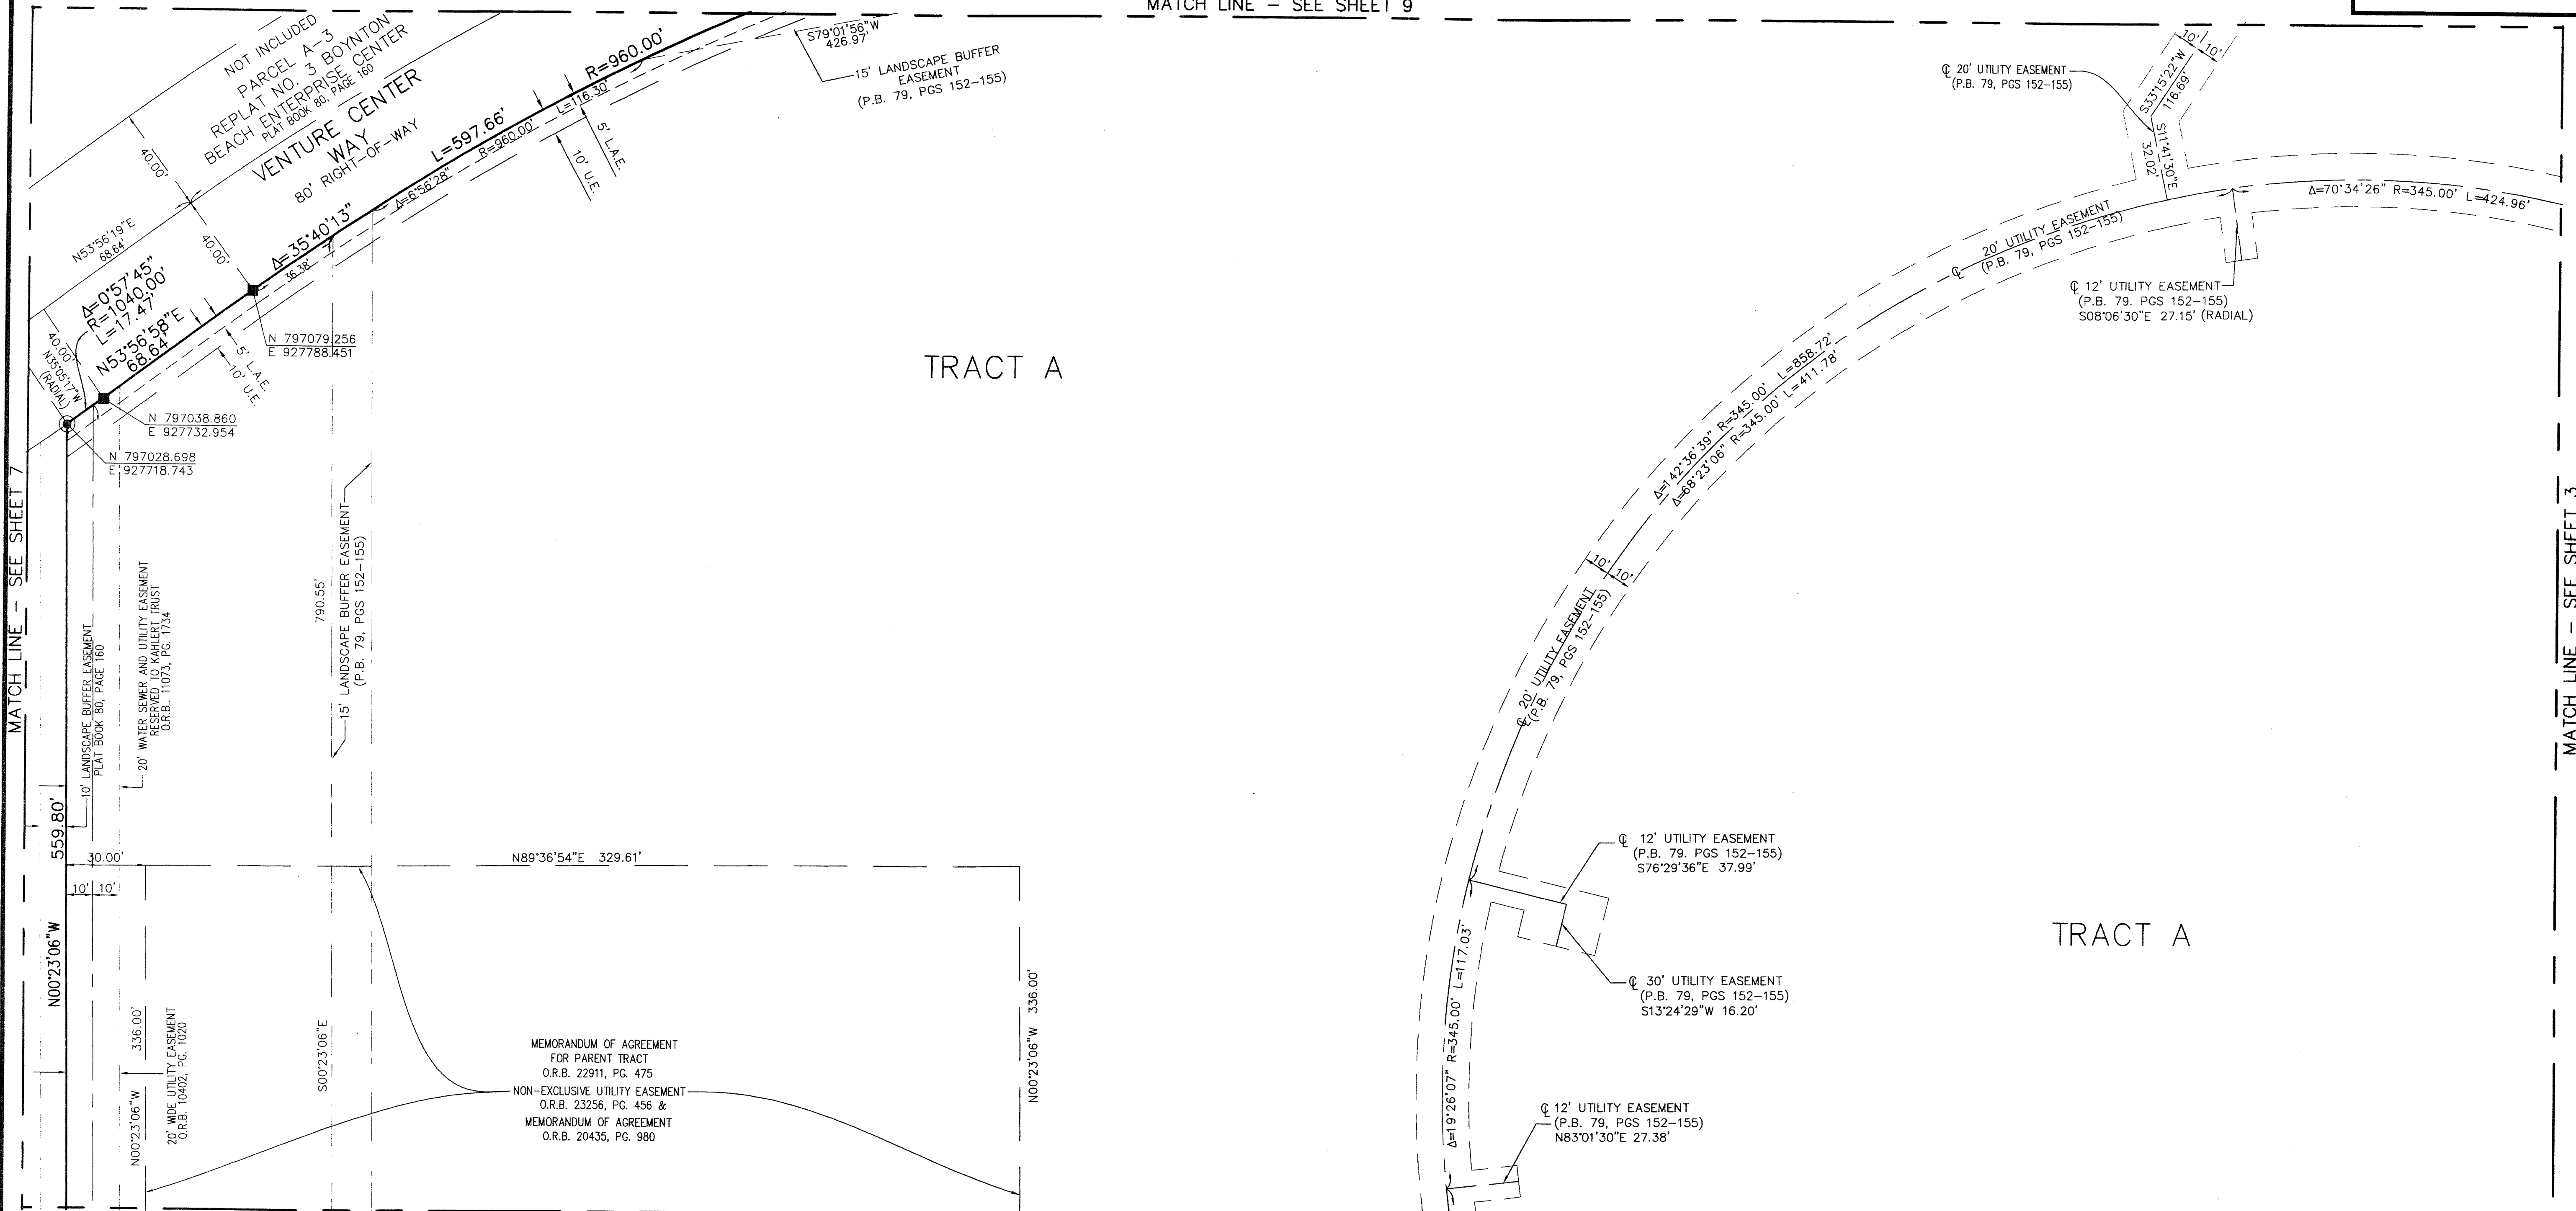 MATCH LINE - SEE SHEET 9
NOT INCLUDED
PARCEL A-3
REPLAT NO. 3 BOYNTON
BEACH ENTERPRISE CENTER
PLAT BOOK 80, PAGE 160
VENTURE CENTER
WAY
80' RIGHT-OF-WAY
40.00'
40.00'
N53°56'19"E
68.64'
Δ=0°57'45"
R=1040.00'
L=17.47'
N53°56'58"E
68.64'
40.00'
N35°05'17"W
(RADIAL)
Δ=35°40'13"
L=597.66'
R=960.00'
36.38'
Δ=6°56'28"
R=960.00'
L=116.30'
5' L.A.E.
10' U.E.
5' L.A.E.
10' U.E.
S79°01'56"W
426.97'
15' LANDSCAPE BUFFER
EASEMENT
(P.B. 79, PGS 152-155)
N 797079.256
E 927788.451
N 797038.860
E 927732.954
N 797028.698
E 927718.743
TRACT A
MATCH LINE - SEE SHEET 7
559.80'
N00°23'06"W
10' LANDSCAPE BUFFER EASEMENT
PLAT BOOK 80, PAGE 160
20' WATER SEWER AND UTILITY EASEMENT
RESERVED TO KAHLERT TRUST
O.R.B. 11073, PG. 1734
790.55'
15' LANDSCAPE BUFFER EASEMENT
(P.B. 79, PGS 152-155)
30.00'
10'
10'
N89°36'54"E 329.61'
N00°23'06"W 336.00'
20' WIDE UTILITY EASEMENT
O.R.B. 10402, PG. 1020
S00°23'06"E
MEMORANDUM OF AGREEMENT
FOR PARENT TRACT
O.R.B. 22911, PG. 475
NON-EXCLUSIVE UTILITY EASEMENT
O.R.B. 23256, PG. 456 &
MEMORANDUM OF AGREEMENT
O.R.B. 20435, PG. 980
N00°23'06"W 336.00'
℄ 20' UTILITY EASEMENT
(P.B. 79, PGS 152-155)
10'
10'
S33°15'22"W
116.69'
S11°41'30"E
32.02'
Δ=70°34'26" R=345.00' L=424.96'
℄ 20' UTILITY EASEMENT
(P.B. 79, PGS 152-155)
℄ 12' UTILITY EASEMENT
(P.B. 79. PGS 152-155)
S08°06'30"E 27.15' (RADIAL)
Δ=142°36'39" R=345.00' L=858.72'
Δ=68°23'06" R=345.00' L=411.78'
10'
10'
℄ 20' UTILITY EASEMENT
(P.B. 79, PGS 152-155)
℄ 12' UTILITY EASEMENT
(P.B. 79. PGS 152-155)
S76°29'36"E 37.99'
℄ 30' UTILITY EASEMENT
(P.B. 79, PGS 152-155)
S13°24'29"W 16.20'
Δ=19°26'07" R=345.00' L=117.03'
℄ 12' UTILITY EASEMENT
(P.B. 79, PGS 152-155)
N83°01'30"E 27.38'
TRACT A
MATCH LINE - SEE SHEET 3